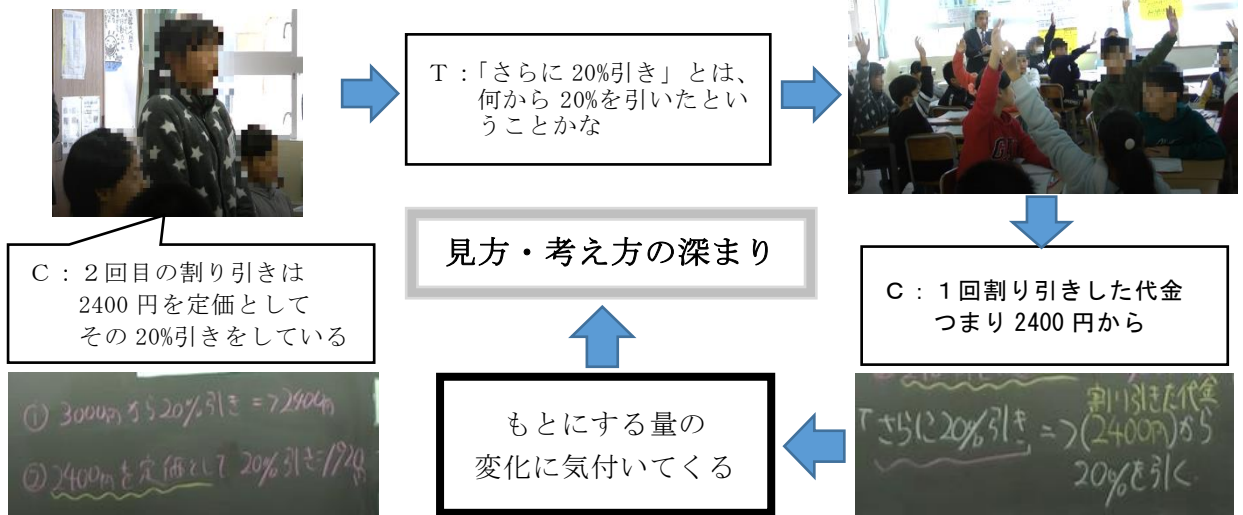 T：「さらに 20%引き」とは、
何から 20%を引いたとい
うことかな
C：２回目の割り引きは
2400 円を定価として
その 20%引きをしている
見方・考え方の深まり
C：１回割り引きした代金
つまり 2400 円から
もとにする量の
変化に気付いてくる
① 3000円から20%引き=>2400円
② 2400円を定価として 20%引き=1920
割り引きた代金
「さらに20%引き => (2400円)から
20%を引く